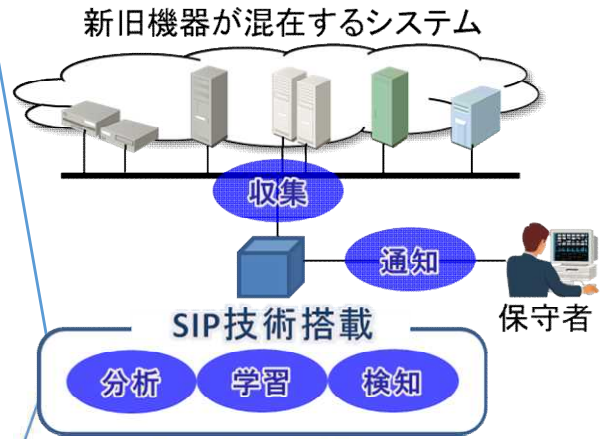 新旧機器が混在するシステム
収集
通知
保守者
SIP技術搭載
分析 学習 検知